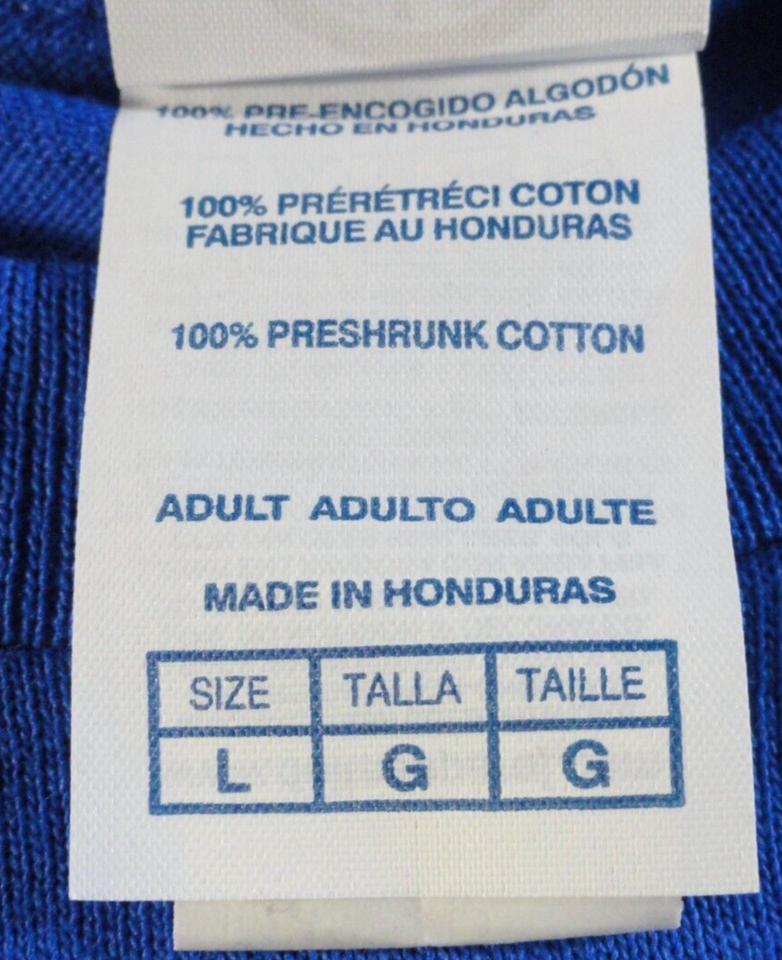 100% PRE-ENCOGIDO ALGODÓN
HECHO EN HONDURAS
100% PRÉRÉTRÉCI COTON
FABRIQUE AU HONDURAS
100% PRESHRUNK COTTON
ADULT ADULTO ADULTE
MADE IN HONDURAS
SIZE TALLA TAILLE
L G G